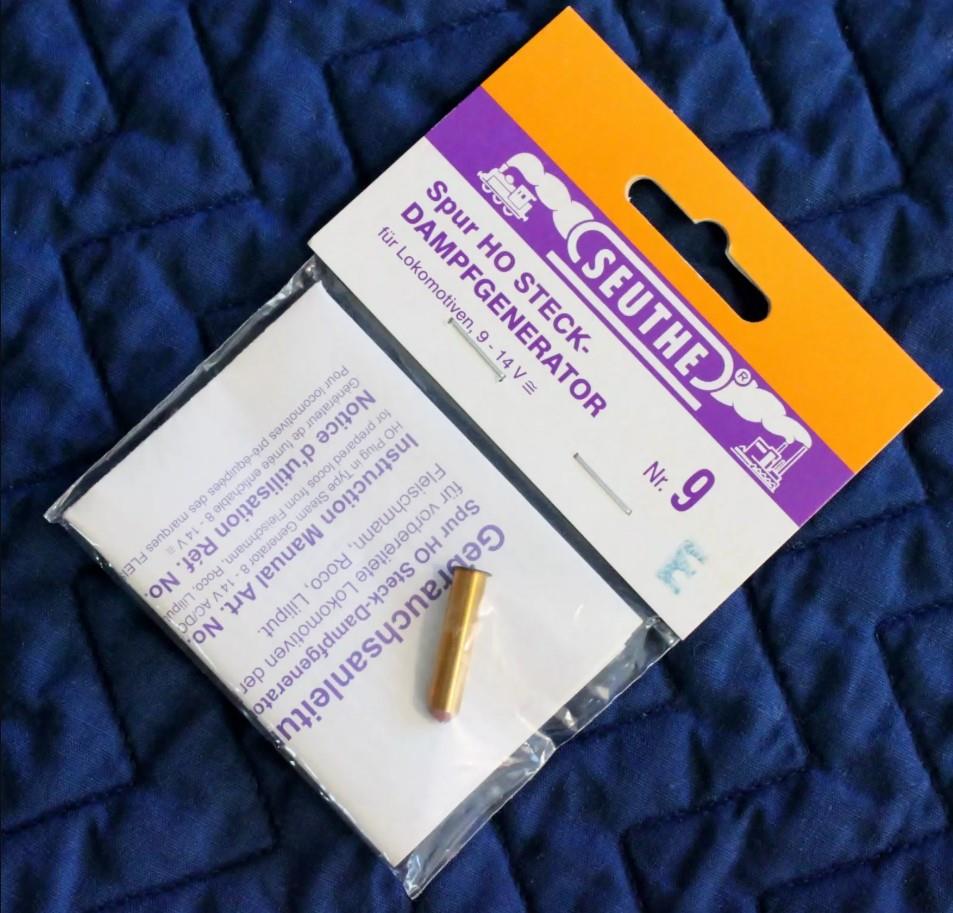 SEUTHE ®
Spur HO STECK-
DAMPFGENERATOR
für Lokomotiven, 9 - 14 V ≅
Nr. 9
Gebrauchsanleitu
Spur HO Steck-Dampfgenerato
für vorbereitete Lokomotiven der
Fleischmann, Roco, Liliput.
Instruction Manual Art. No.
HO Plug in Type Steam Generator 8 - 14 V AC/DC
for prepared locos from Fleischmann, Roco, Liliput
Notice d'utilisation Réf. No.
Générateur de fumée enfichable 8 - 14 V ≅
Pour locomotives pré-équipées des marques FLEI